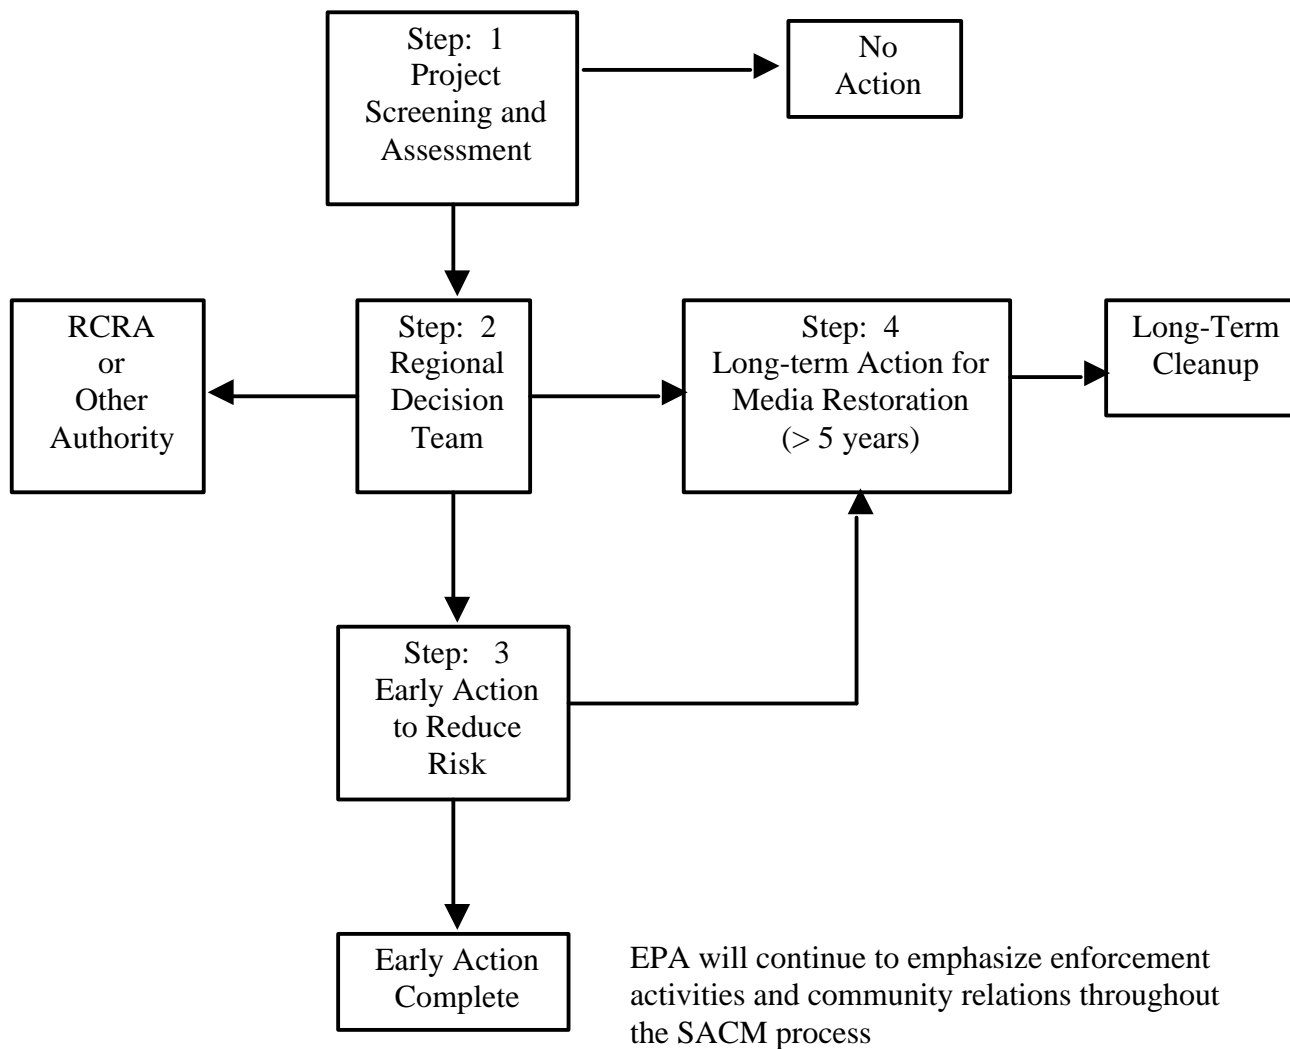 Step: 1
Project
Screening and
Assessment
No
Action
RCRA
or
Other
Authority
Step: 2
Regional
Decision
Team
Step: 4
Long-term Action for
Media Restoration
(> 5 years)
Long-Term
Cleanup
Step: 3
Early Action
to Reduce
Risk
Early Action
Complete
EPA will continue to emphasize enforcement
activities and community relations throughout
the SACM process